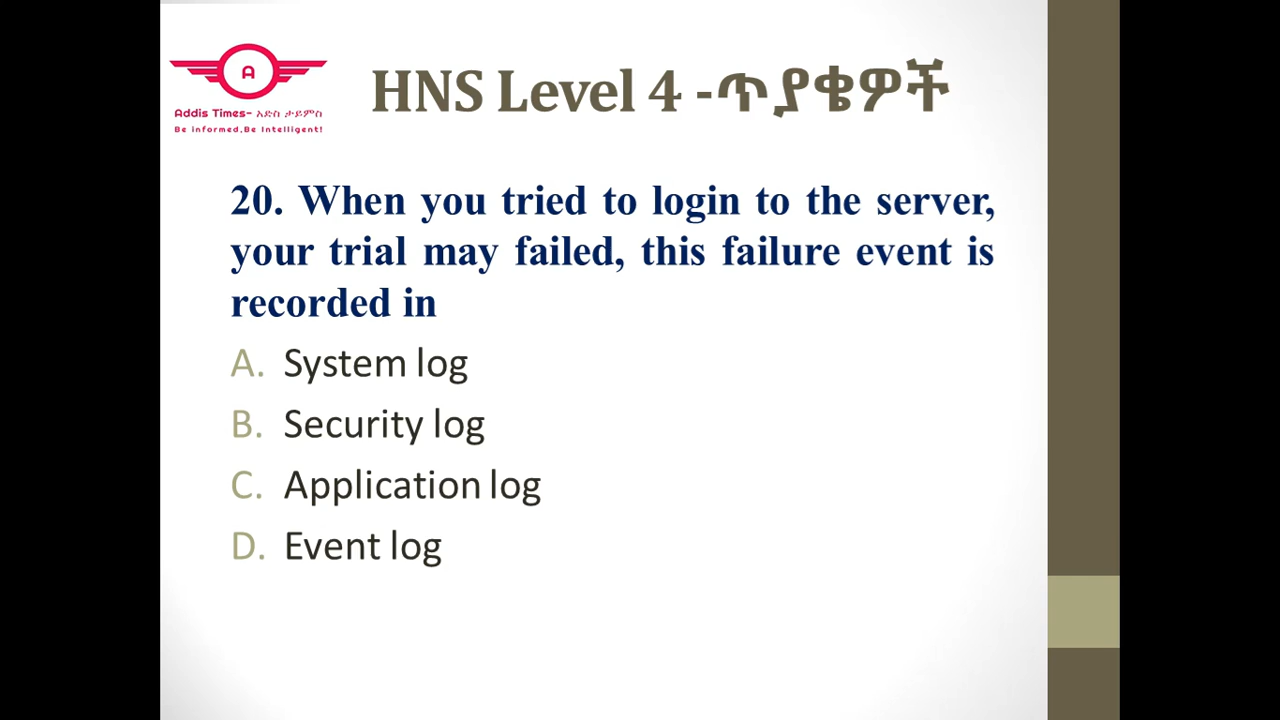 A
Addis Times- አድስ ታይምስ
Be informed,Be Intelligent!
HNS Level 4 -ጥያቄዎች
20. When you tried to login to the server,
your trial may failed, this failure event is
recorded in
A. System log
B. Security log
C. Application log
D. Event log